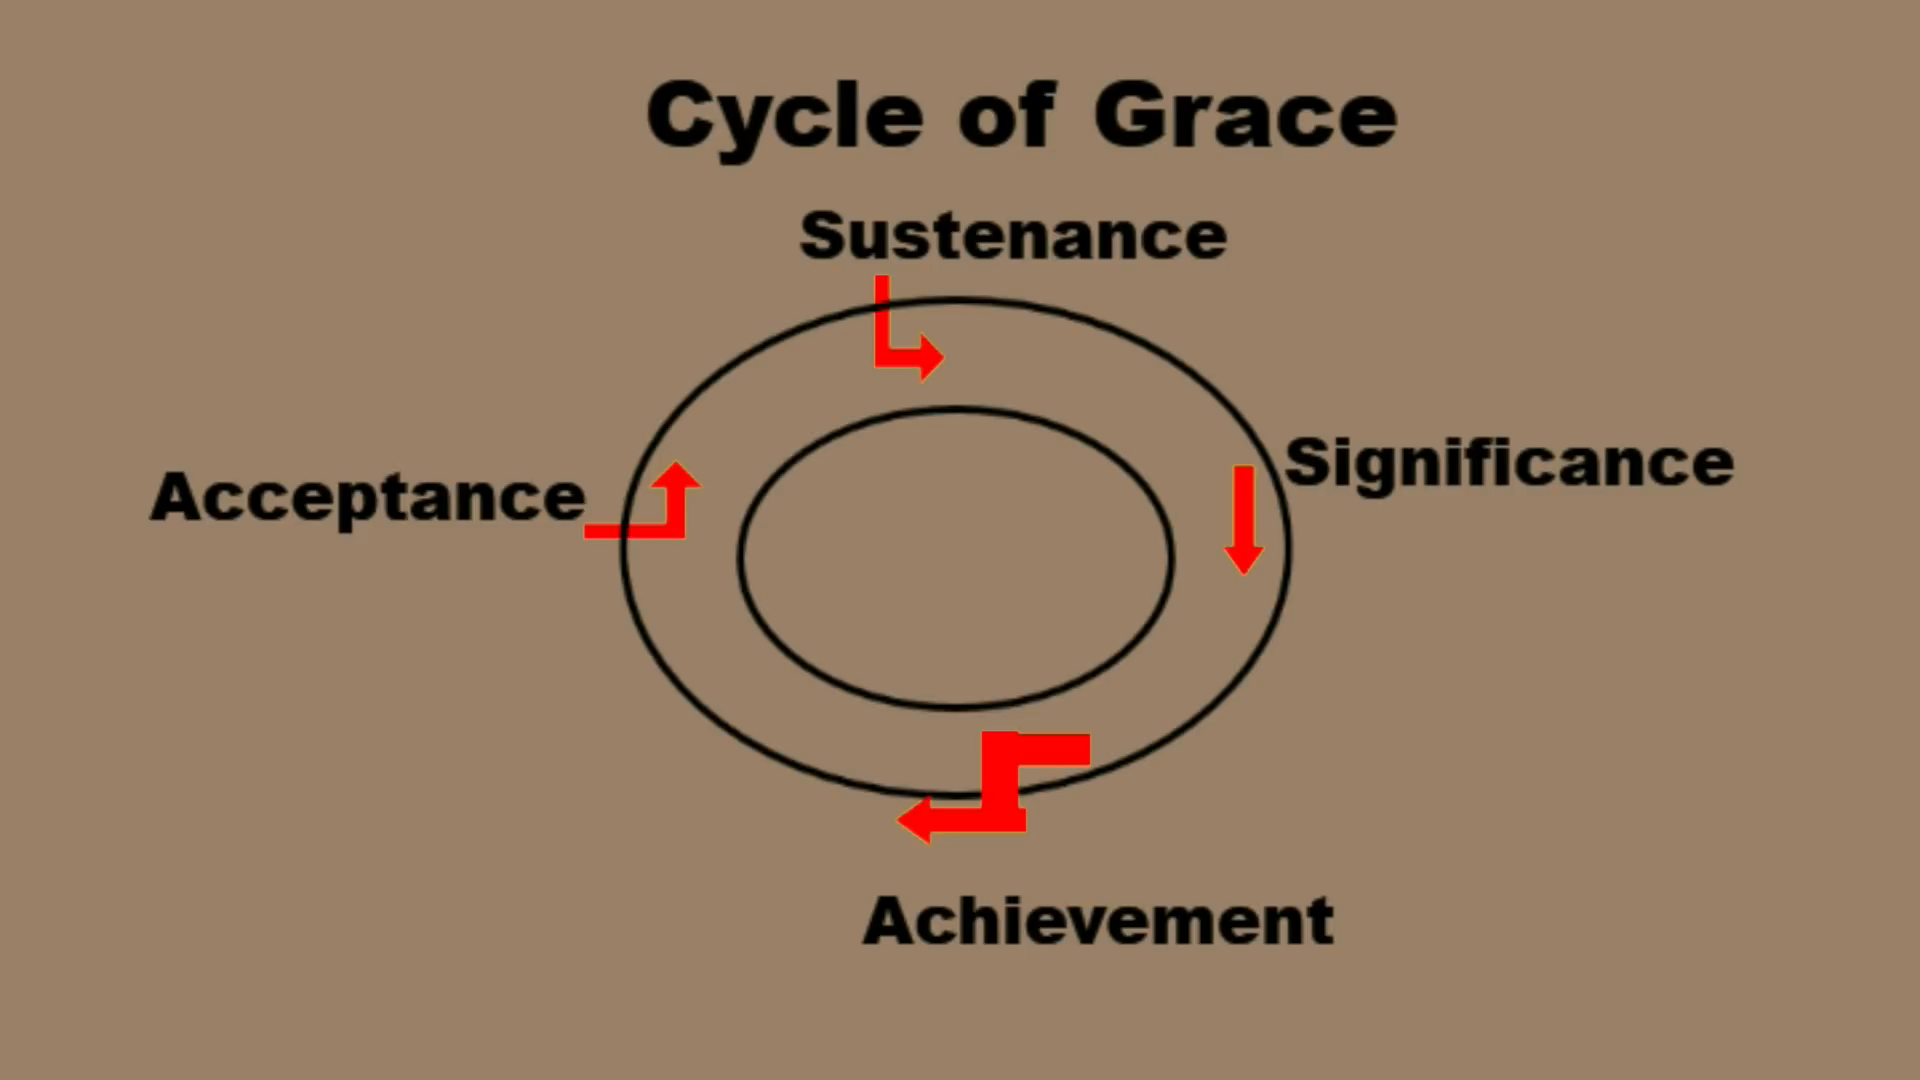 Cycle of Grace
Sustenance
Significance
Acceptance
Achievement